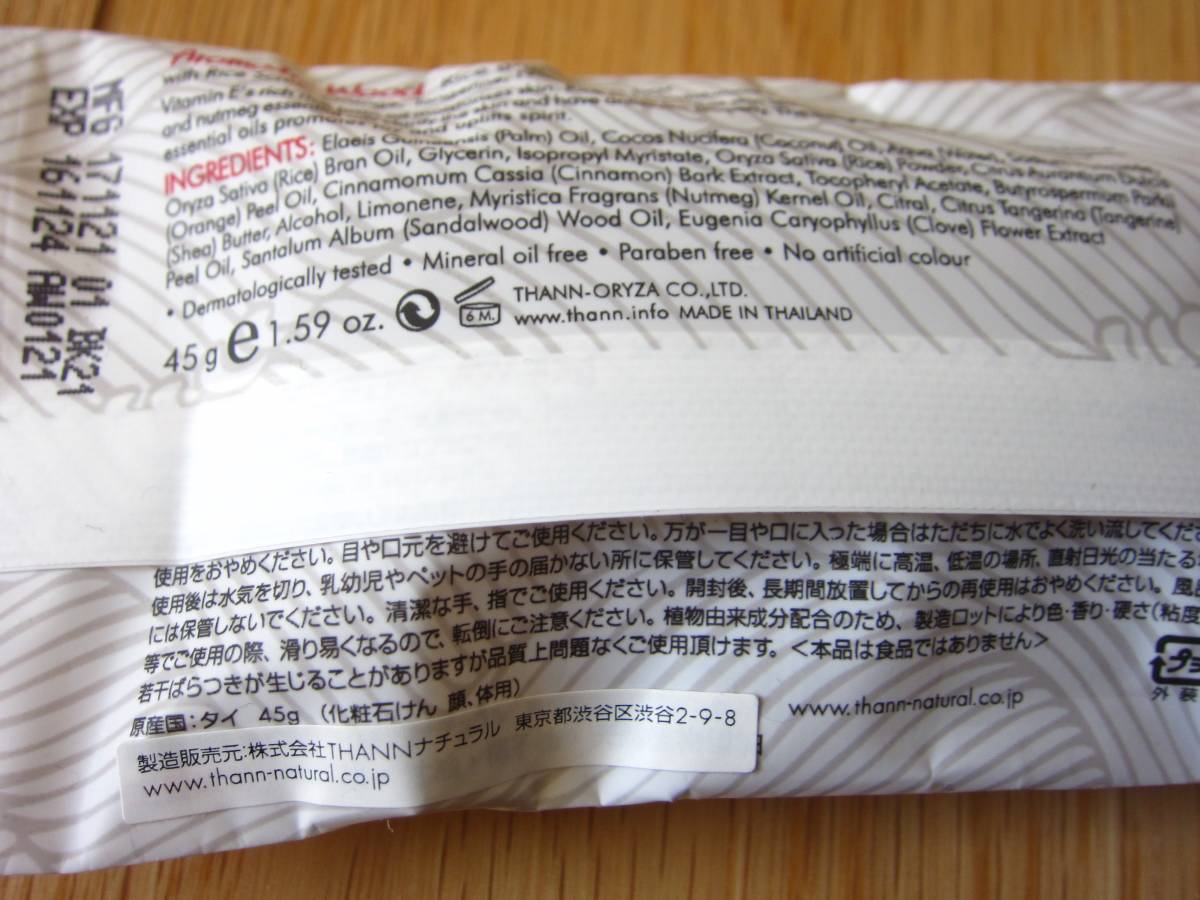 MFG 171121 01 BK21
EXP 161124 AW0121
with Rice
Vitamin E's rich
and nutmeg skin and have
essential oils and uplifts spirit.
INGREDIENTS: Elaeis Guineensis (Palm) Oil, Cocos Nucifera (Coconut) Oil,
Oryza Sativa (Rice) Bran Oil, Glycerin, Isopropyl Myristate, Oryza Sativa (Rice) Powder, Citrus Aurantium Dulcis
(Orange) Peel Oil, Cinnamomum Cassia (Cinnamon) Bark Extract, Tocopheryl Acetate, Butyrospermum Parkii
(Shea) Butter, Alcohol, Limonene, Myristica Fragrans (Nutmeg) Kernel Oil, Citral, Citrus Tangerina (Tangerine)
Peel Oil, Santalum Album (Sandalwood) Wood Oil, Eugenia Caryophyllus (Clove) Flower Extract
• Dermatologically tested • Mineral oil free • Paraben free • No artificial colour
45g e 1.59 oz.
6 M.
THANN-ORYZA CO.,LTD.
www.thann.info MADE IN THAILAND
使用をおやめください。目や口元を避けてご使用ください。万が一目や口に入った場合はただちに水でよく洗い流してくだ
使用後は水気を切り、乳幼児やペットの手の届かない所に保管してください。極端に高温、低温の場所、直射日光の当たる
には保管しないでください。清潔な手、指でご使用ください。開封後、長期間放置してからの再使用はおやめください。風
等でご使用の際、滑り易くなるので、転倒にご注意ください。植物由来成分配合のため、製造ロットにより色・香り・硬さ(粘度
若干ばらつきが生じることがありますが品質上問題なくご使用頂けます。<本品は食品ではありません>
原産国:タイ 45g (化粧石けん 顔、体用)
www.thann-natural.co.jp
外装
製造販売元:株式会社THANNナチュラル 東京都渋谷区渋谷2-9-8
www.thann-natural.co.jp